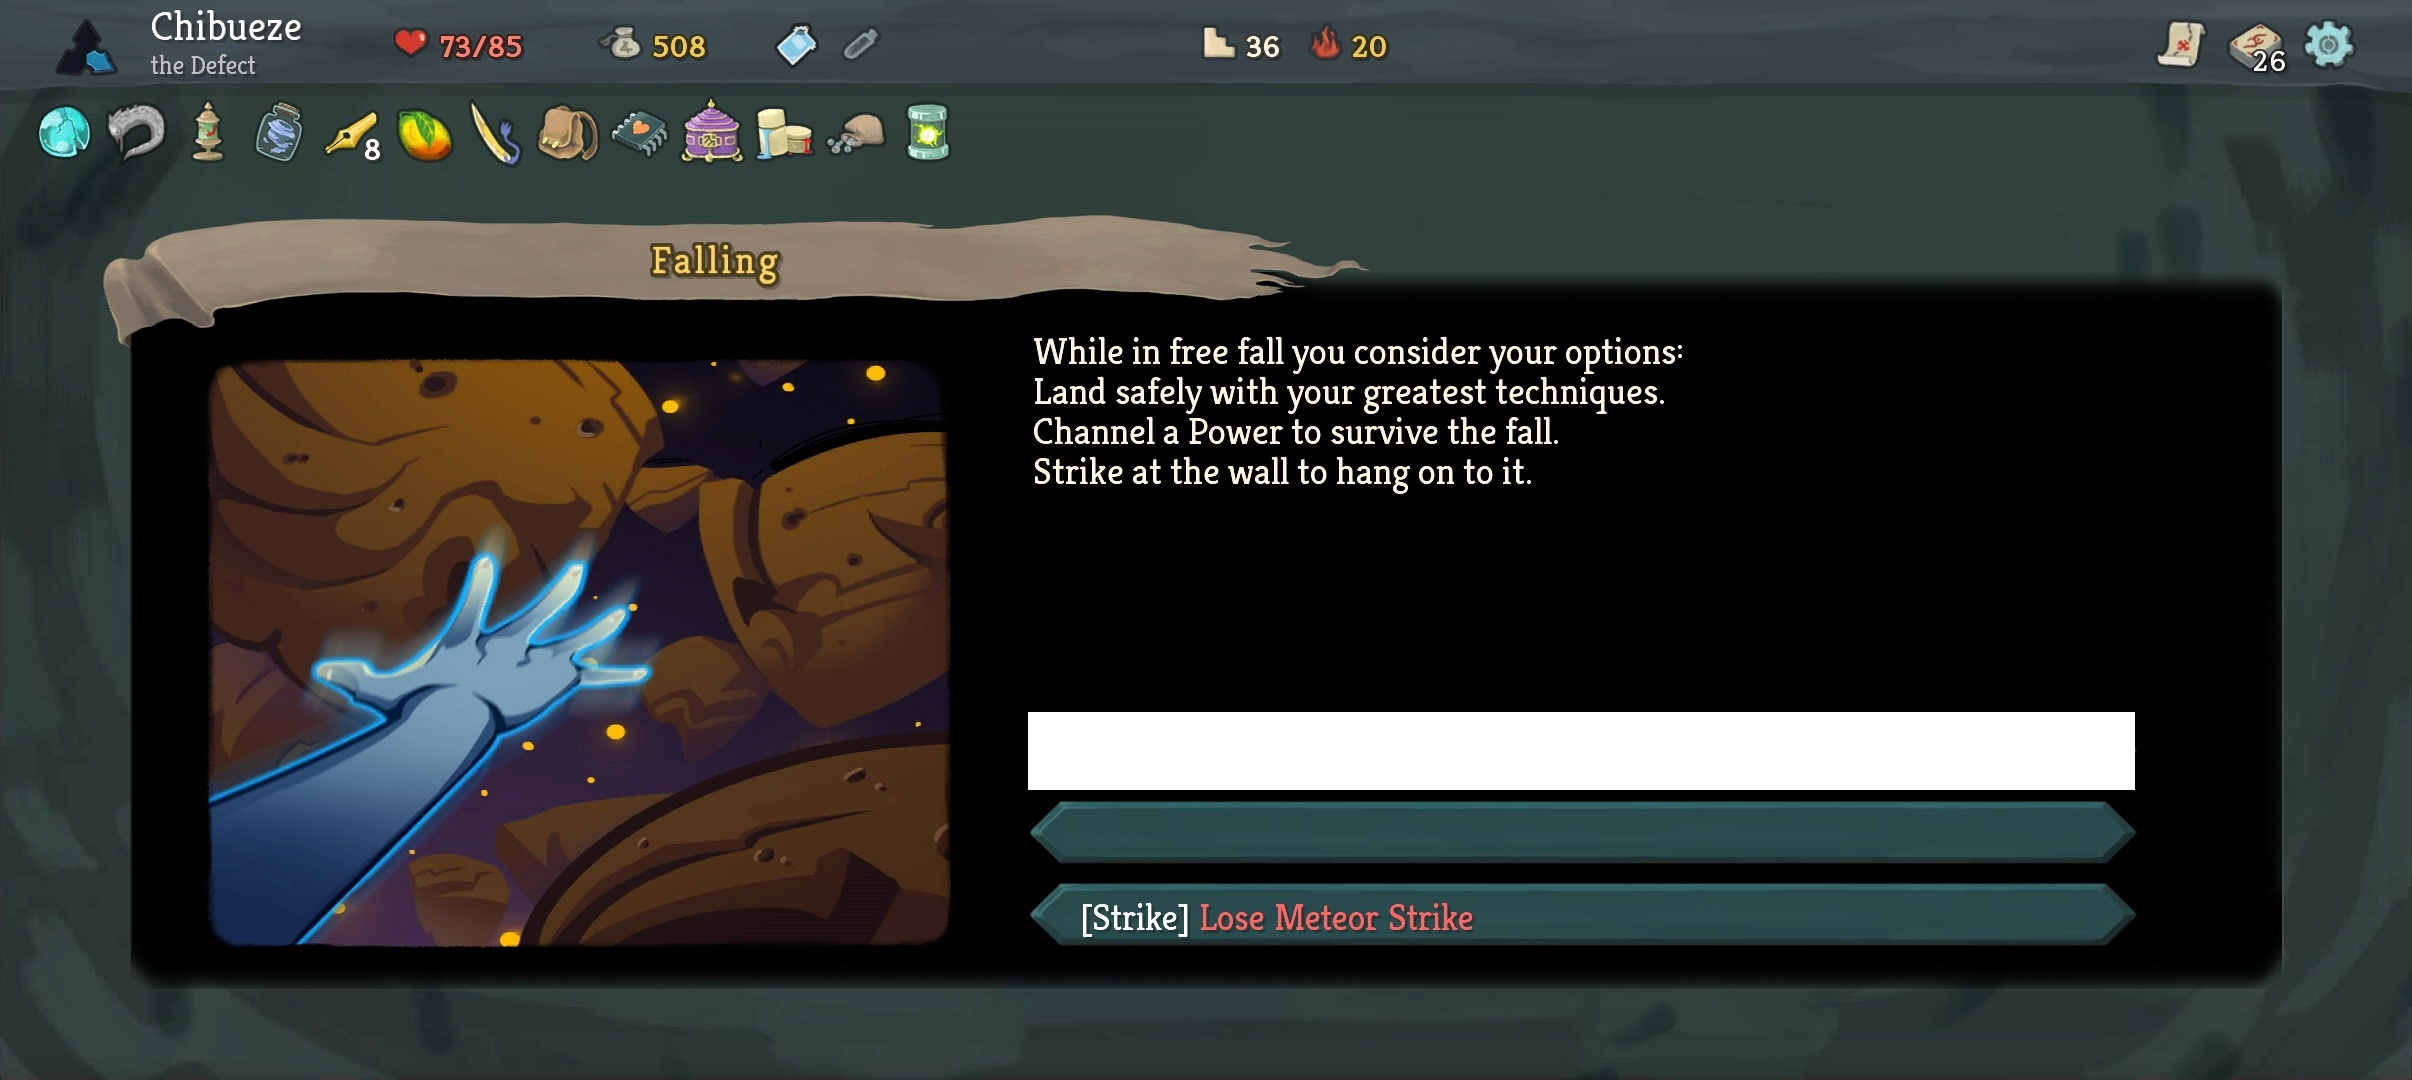 Chibueze
the Defect
73/85
508
36
20
26
8
Falling
While in free fall you consider your options:
Land safely with your greatest techniques.
Channel a Power to survive the fall.
Strike at the wall to hang on to it.
[Strike] Lose Meteor Strike